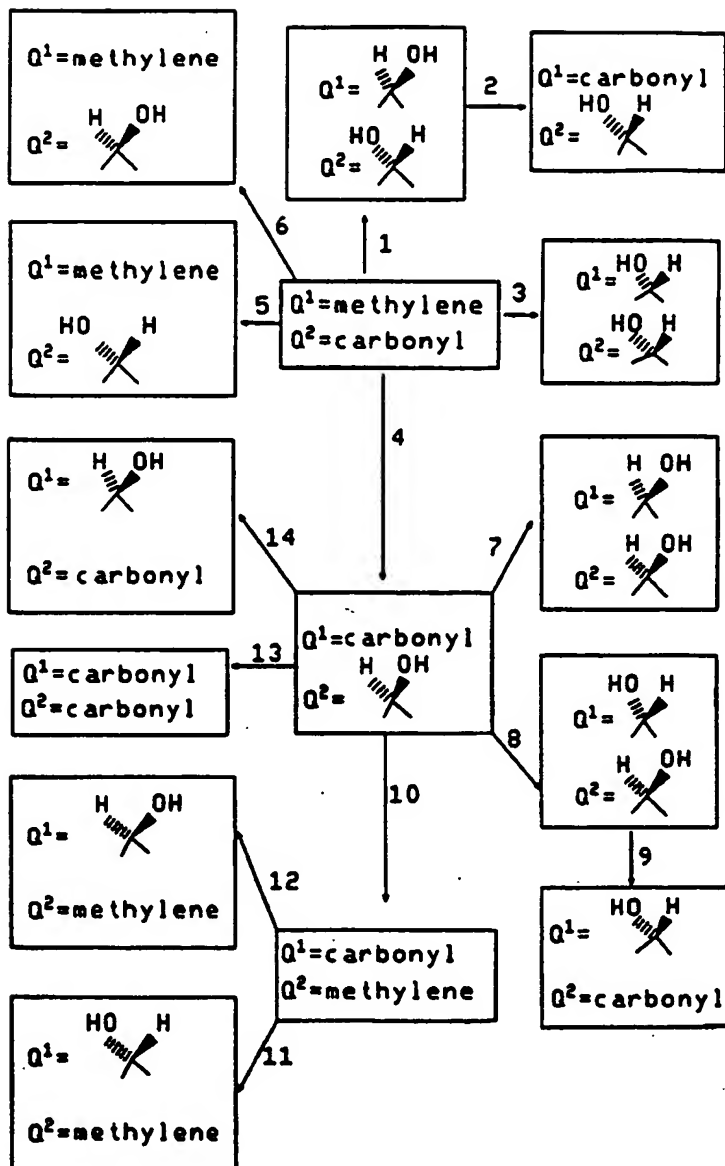 Q¹=methylene
H OH
Q²=
H OH
Q¹=
HO H
Q²=
2
Q¹=carbonyl
HO H
Q²=
6
1
Q¹=methylene
HO H
Q²=
5
Q¹=methylene
Q²=carbonyl
3
HO H
Q¹=
HO H
Q²=
4
H OH
Q¹=
Q²=carbonyl
14
7
H OH
Q¹=
H OH
Q²=
Q¹=carbonyl
H OH
Q²=
13
Q¹=carbonyl
Q²=carbonyl
8
HO H
Q¹=
H OH
Q²=
10
9
H OH
Q¹=
Q²=methylene
12
Q¹=carbonyl
Q²=methylene
HO H
Q¹=
Q²=carbonyl
11
HO H
Q¹=
Q²=methylene